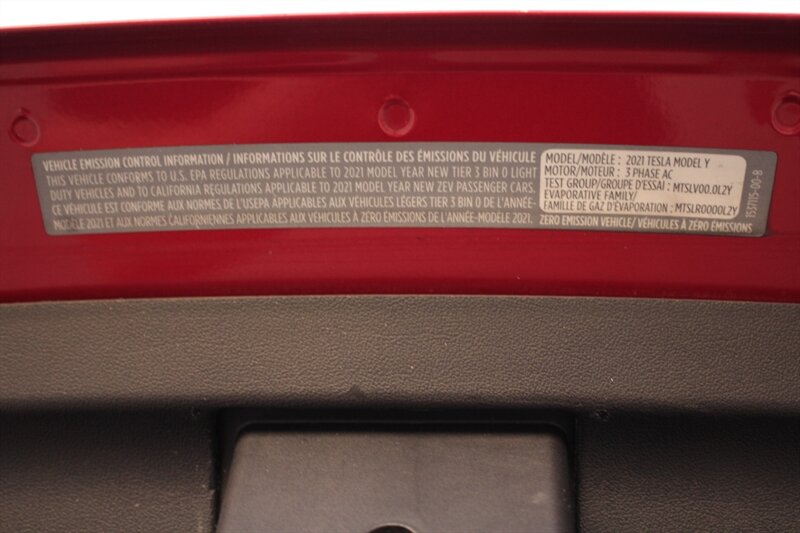 VEHICLE EMISSION CONTROL INFORMATION / INFORMATIONS SUR LE CONTRÔLE DES ÉMISSIONS DU VÉHICULE
THIS VEHICLE CONFORMS TO U.S. EPA REGULATIONS APPLICABLE TO 2021 MODEL YEAR NEW TIER 3 BIN 0 LIGHT
DUTY VEHICLES AND TO CALIFORNIA REGULATIONS APPLICABLE TO 2021 MODEL YEAR NEW ZEV PASSENGER CARS.
CE VÉHICULE EST CONFORME AUX NORMES DE L'USEPA APPLICABLES AUX VÉHICULES LÉGERS TIER 3 BIN 0 DE L'ANNÉE-
MODÈLE 2021 ET AUX NORMES CALIFORNIENNES APPLICABLES AUX VÉHICULES À ZÉRO ÉMISSIONS DE L'ANNÉE-MODÈLE 2021.
MODEL/MODÈLE : 2021 TESLA MODEL Y
MOTOR/MOTEUR : 3 PHASE AC
TEST GROUP/GROUPE D'ESSAI : MTSLV00.0L2Y
EVAPORATIVE FAMILY/
FAMILLE DE GAZ D'ÉVAPORATION : MTSLR0000L2Y
ZERO EMISSION VEHICLE/ VÉHICULES À ZÉRO ÉMISSIONS
1537115-00-B